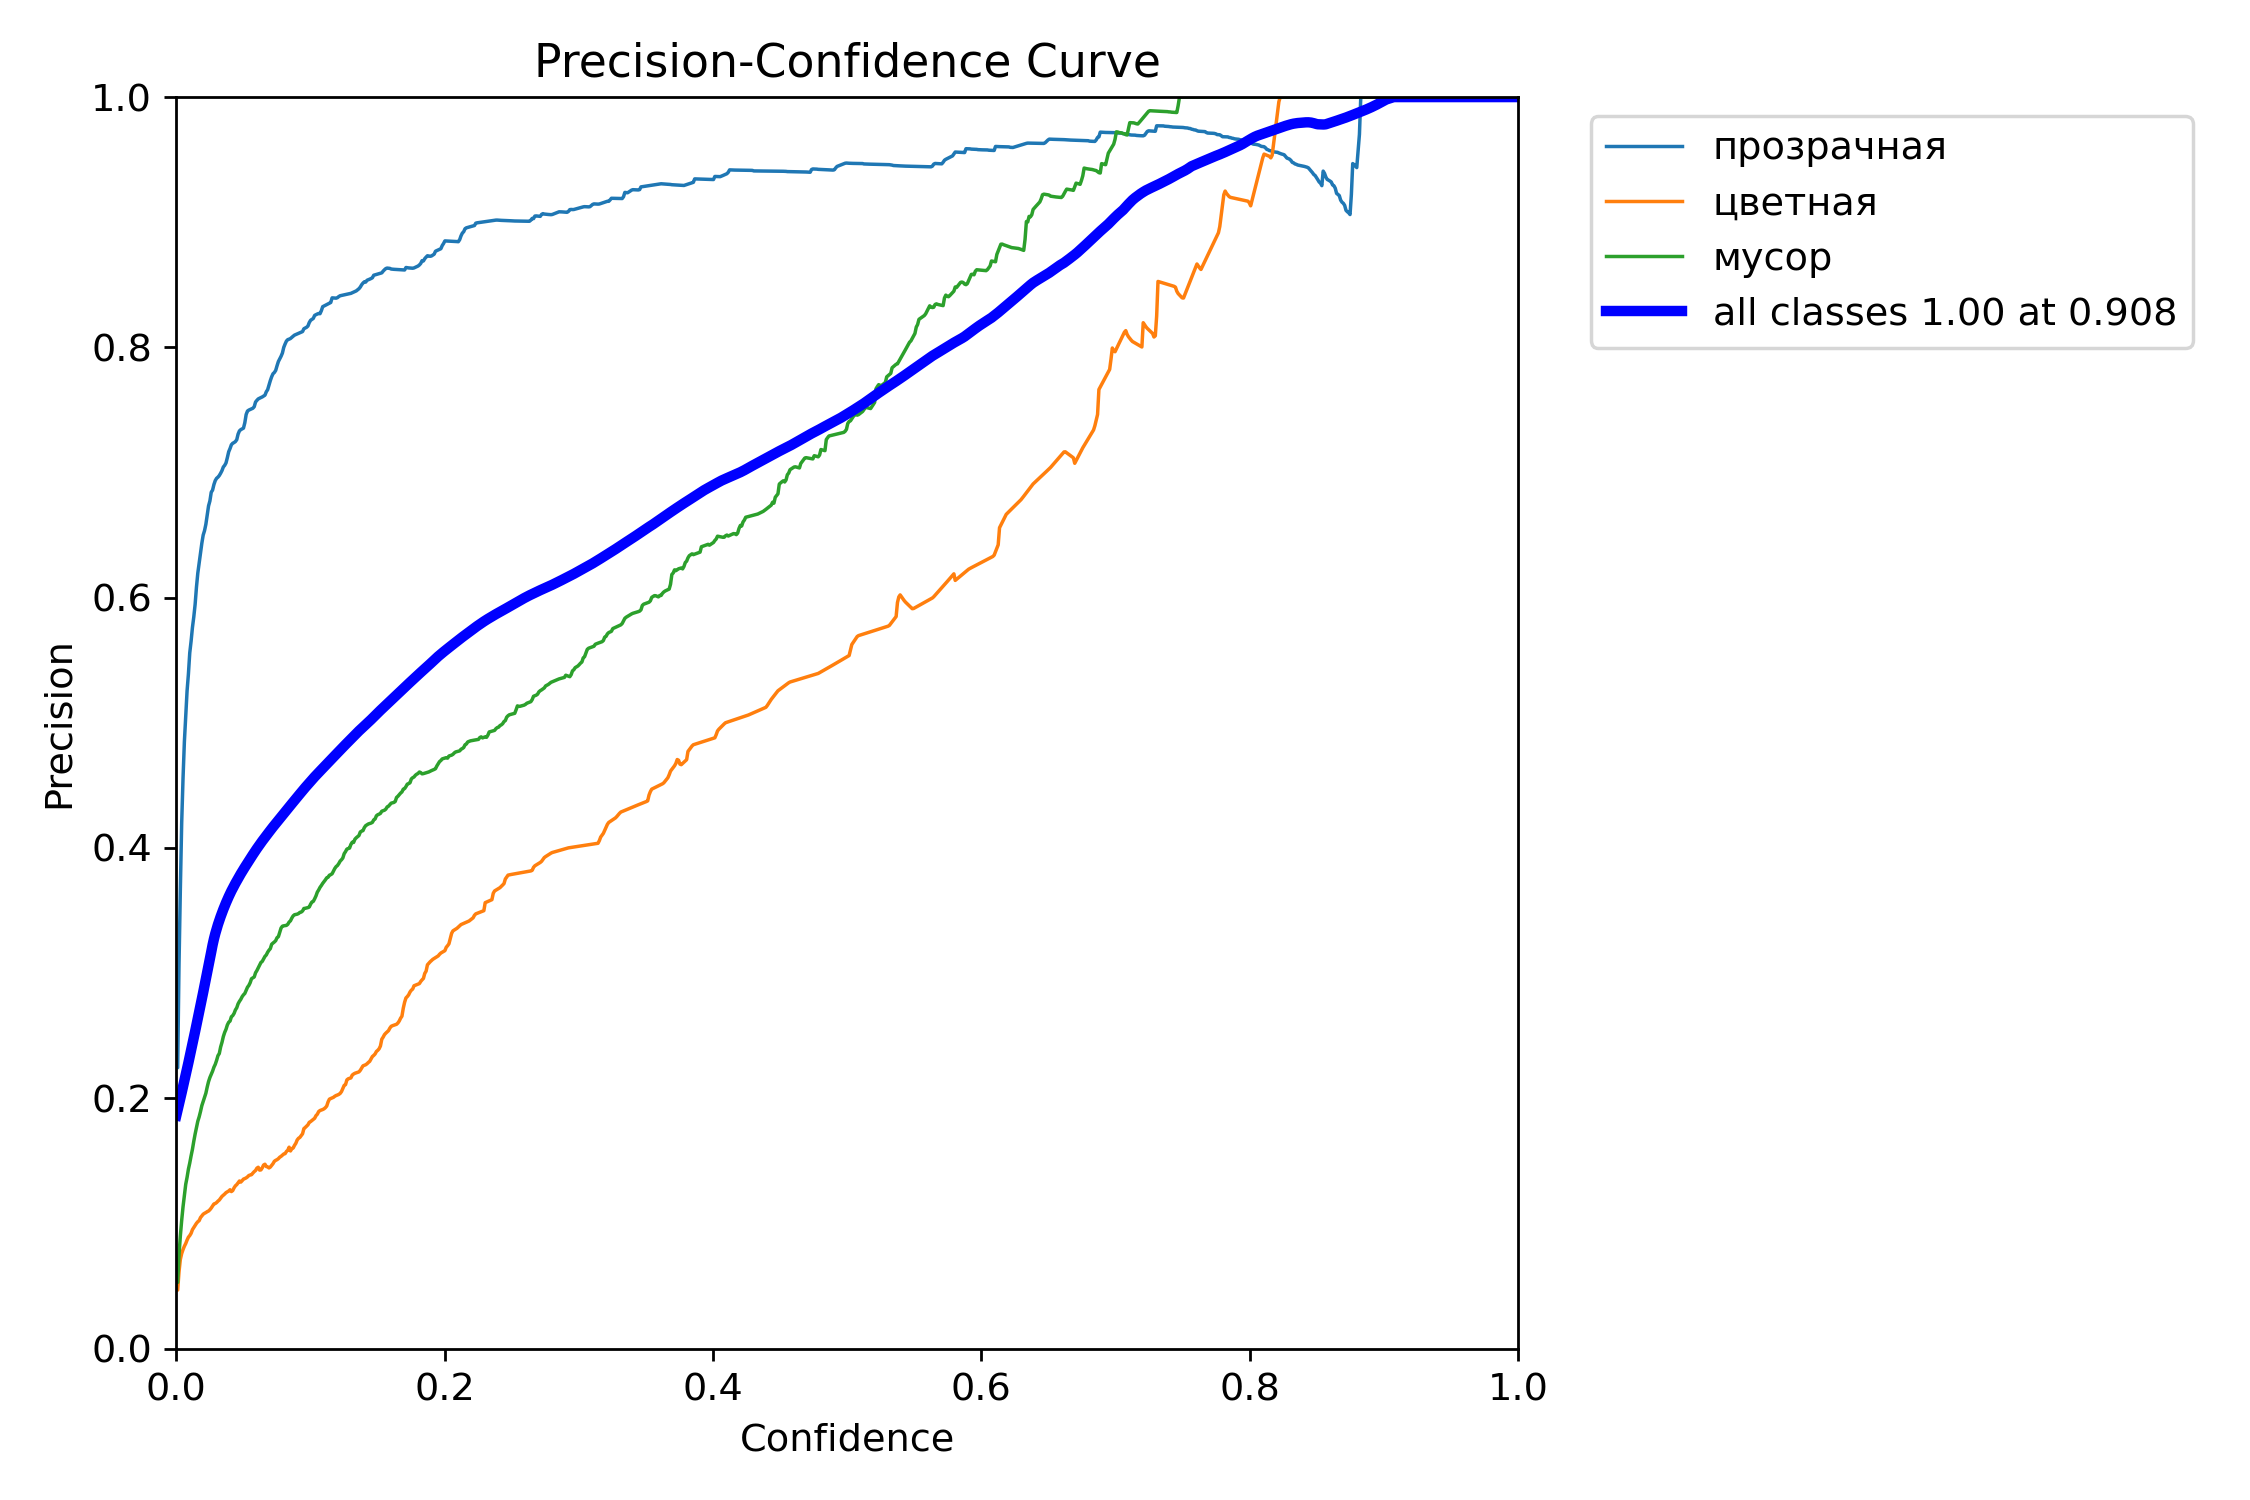 Precision-Confidence Curve
1.0
0.8
0.6
0.4
0.2
0.0
Precision
0.0 0.2 0.4 0.6 0.8 1.0
Confidence
прозрачная
цветная
мусор
all classes 1.00 at 0.908